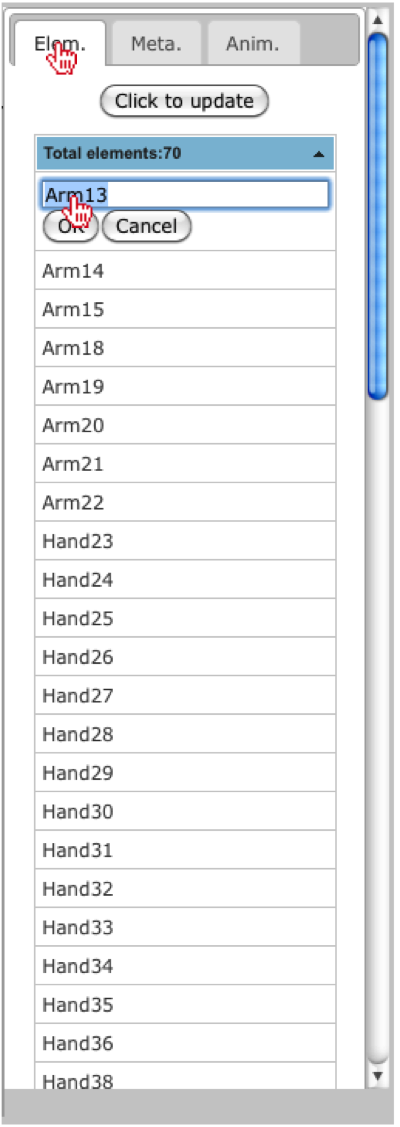 Elem. Meta. Anim.
Click to update
Total elements:70
Arm13
OK Cancel
Arm14
Arm15
Arm18
Arm19
Arm20
Arm21
Arm22
Hand23
Hand24
Hand25
Hand26
Hand27
Hand28
Hand29
Hand30
Hand31
Hand32
Hand33
Hand34
Hand35
Hand36
Hand38